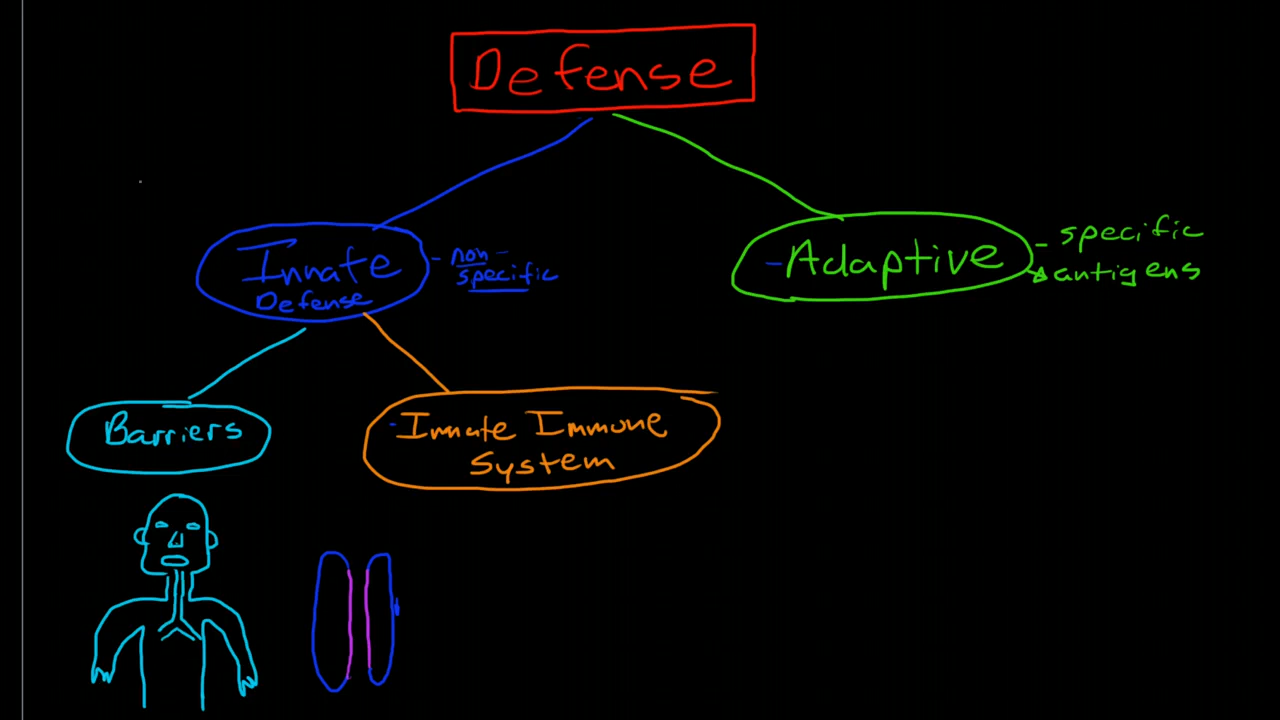 Defense
Innate
Defense
- non-
specific
- Adaptive
- specific
antigens
Barriers
- Innate Immune
System